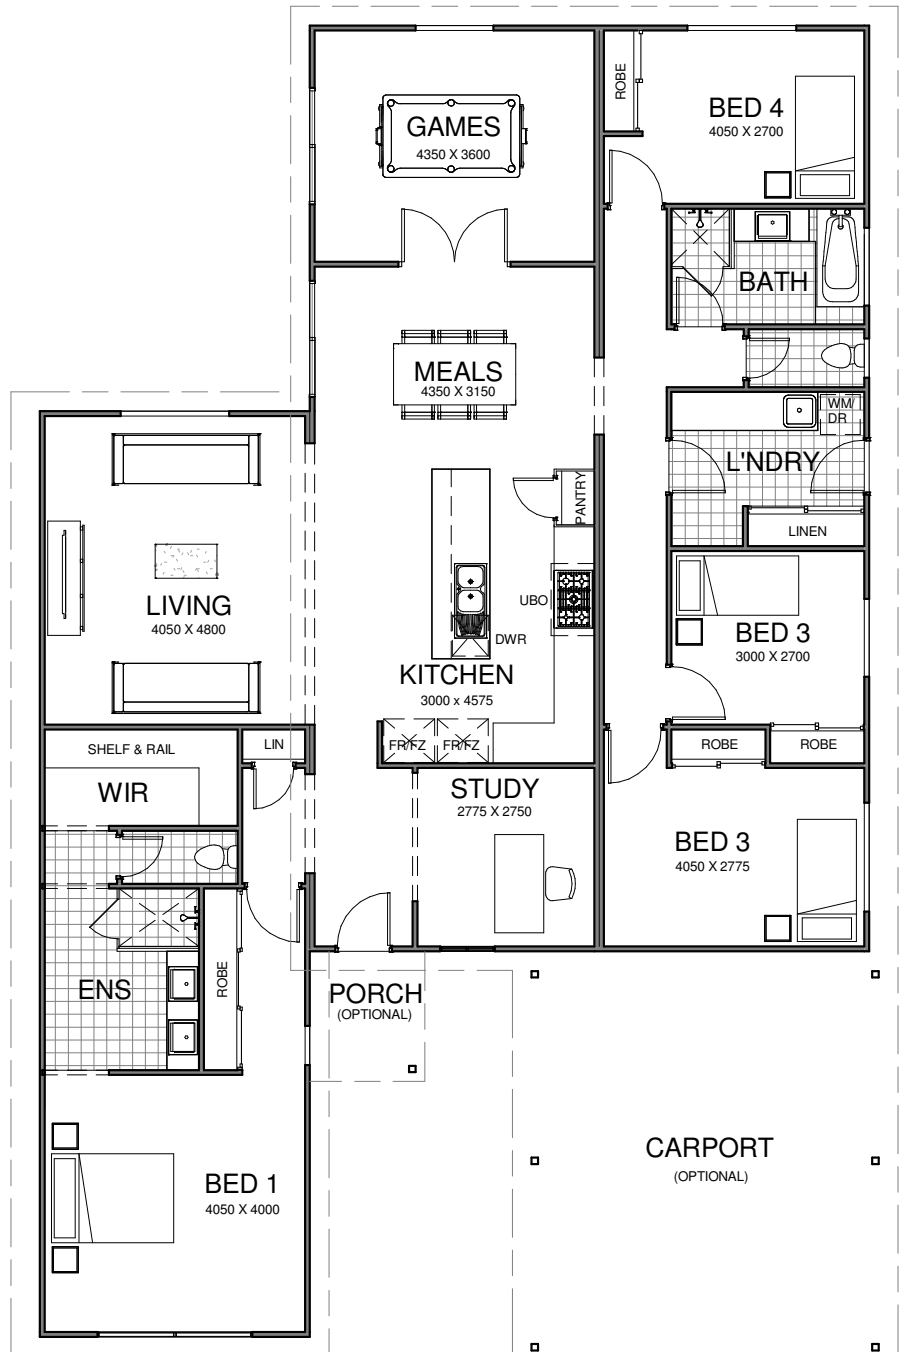 GAMES
4350 X 3600
ROBE
BED 4
4050 X 2700
BATH
MEALS
4350 X 3150
WM/
DR
L'NDRY
PANTRY
LINEN
LIVING
4050 X 4800
UBO
DWR
BED 3
3000 X 2700
KITCHEN
3000 x 4575
FR/FZ
FR/FZ
SHELF & RAIL
LIN
ROBE
ROBE
WIR
STUDY
2775 X 2750
BED 3
4050 X 2775
ENS
ROBE
PORCH
(OPTIONAL)
CARPORT
(OPTIONAL)
BED 1
4050 X 4000